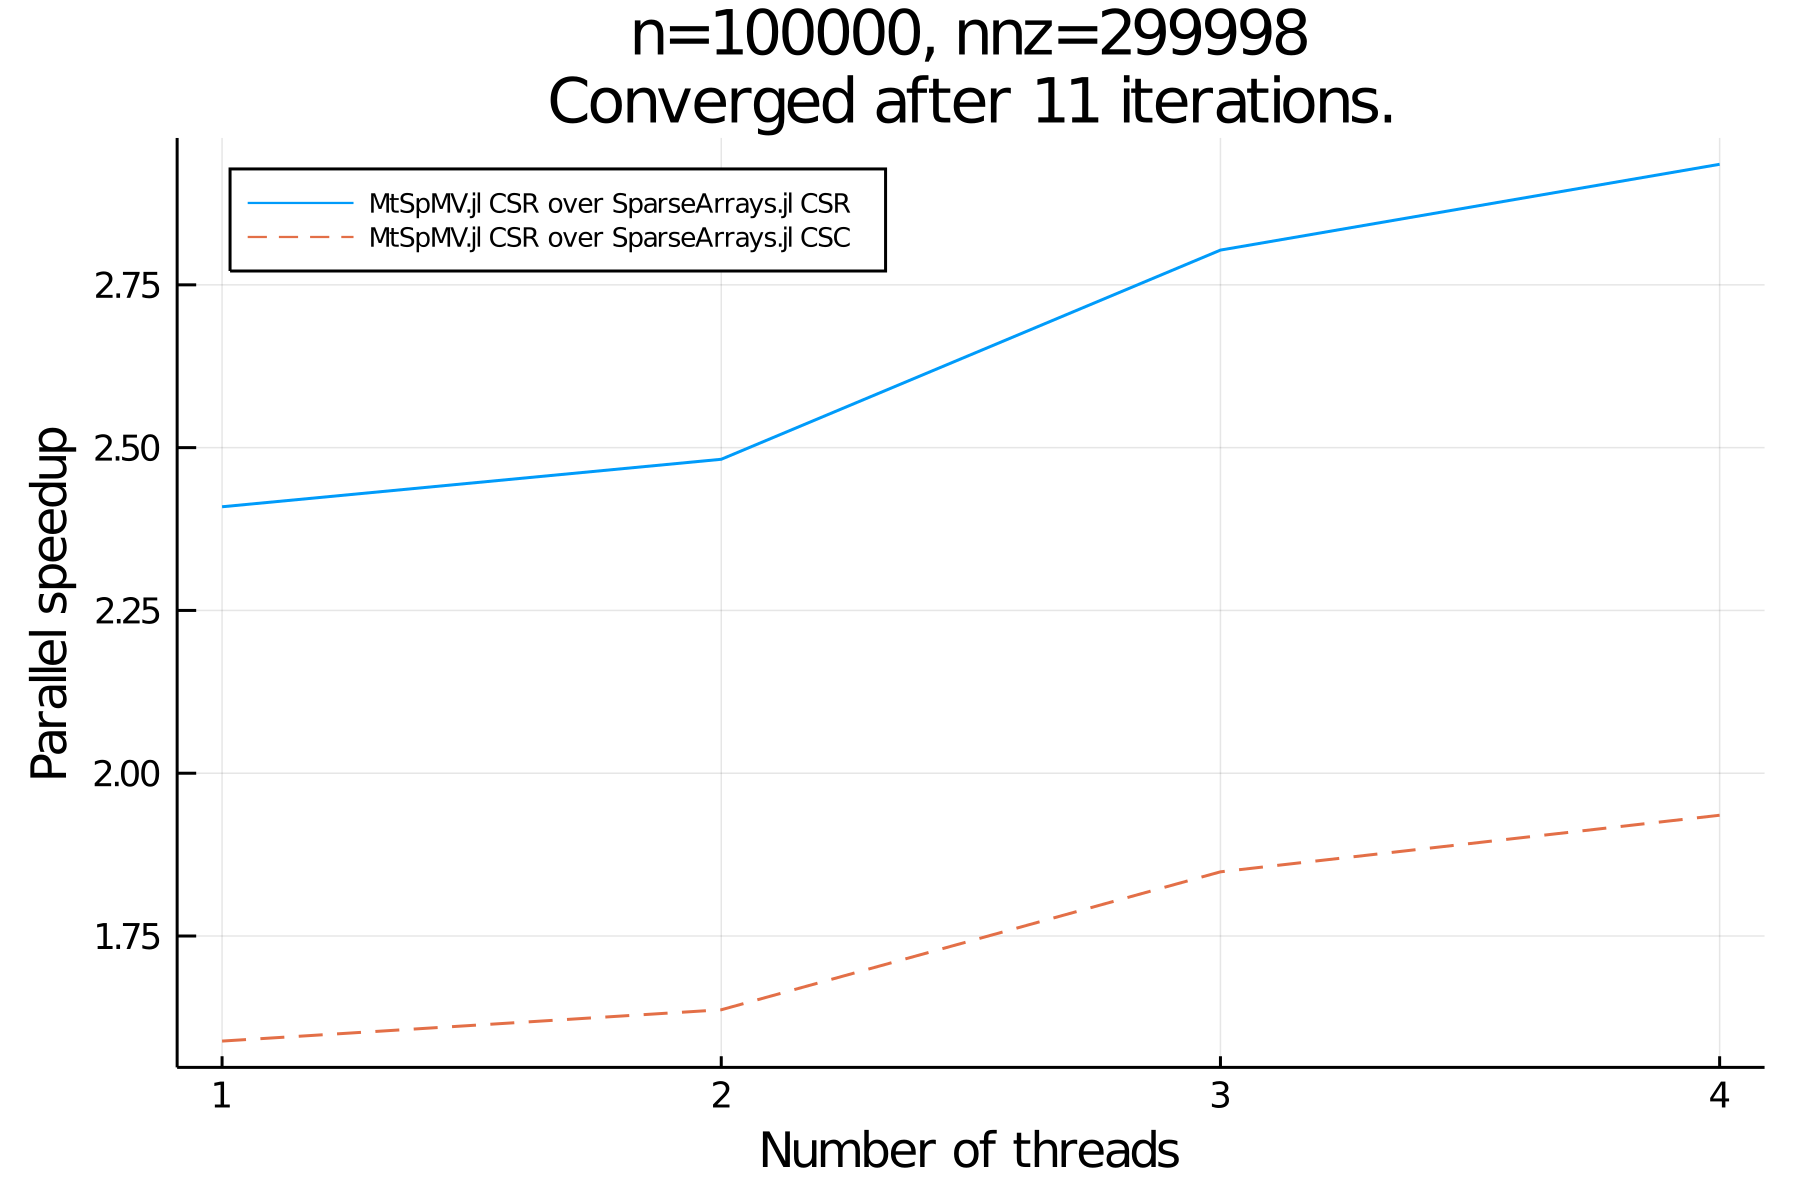 n=100000, nnz=299998
Converged after 11 iterations.
MtSpMV.jl CSR over SparseArrays.jl CSR
MtSpMV.jl CSR over SparseArrays.jl CSC
2.75
2.50
2.25
2.00
1.75
Parallel speedup
1 2 3 4
Number of threads